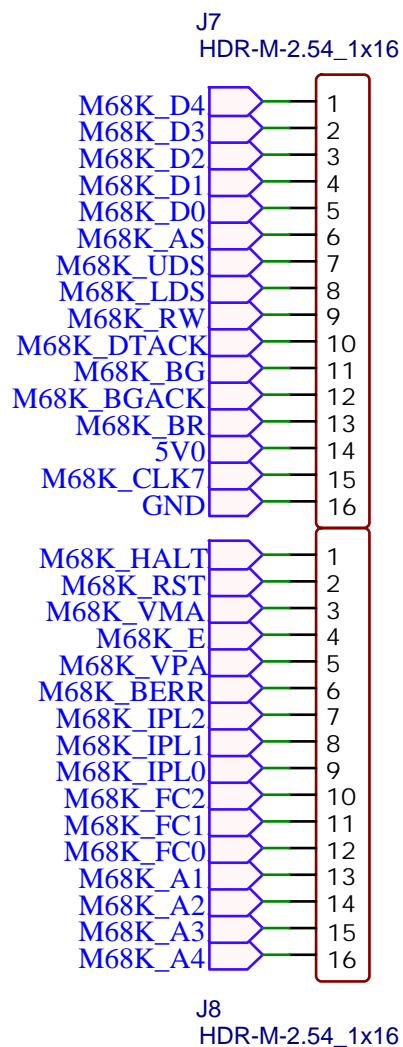 J7
HDR-M-2.54_1x16
M68K_D4 1
M68K_D3 2
M68K_D2 3
M68K_D1 4
M68K_D0 5
M68K_AS 6
M68K_UDS 7
M68K_LDS 8
M68K_RW 9
M68K_DTACK 10
M68K_BG 11
M68K_BGACK 12
M68K_BR 13
5V0 14
M68K_CLK7 15
GND 16
M68K_HALT 1
M68K_RST 2
M68K_VMA 3
M68K_E 4
M68K_VPA 5
M68K_BERR 6
M68K_IPL2 7
M68K_IPL1 8
M68K_IPL0 9
M68K_FC2 10
M68K_FC1 11
M68K_FC0 12
M68K_A1 13
M68K_A2 14
M68K_A3 15
M68K_A4 16
J8
HDR-M-2.54_1x16